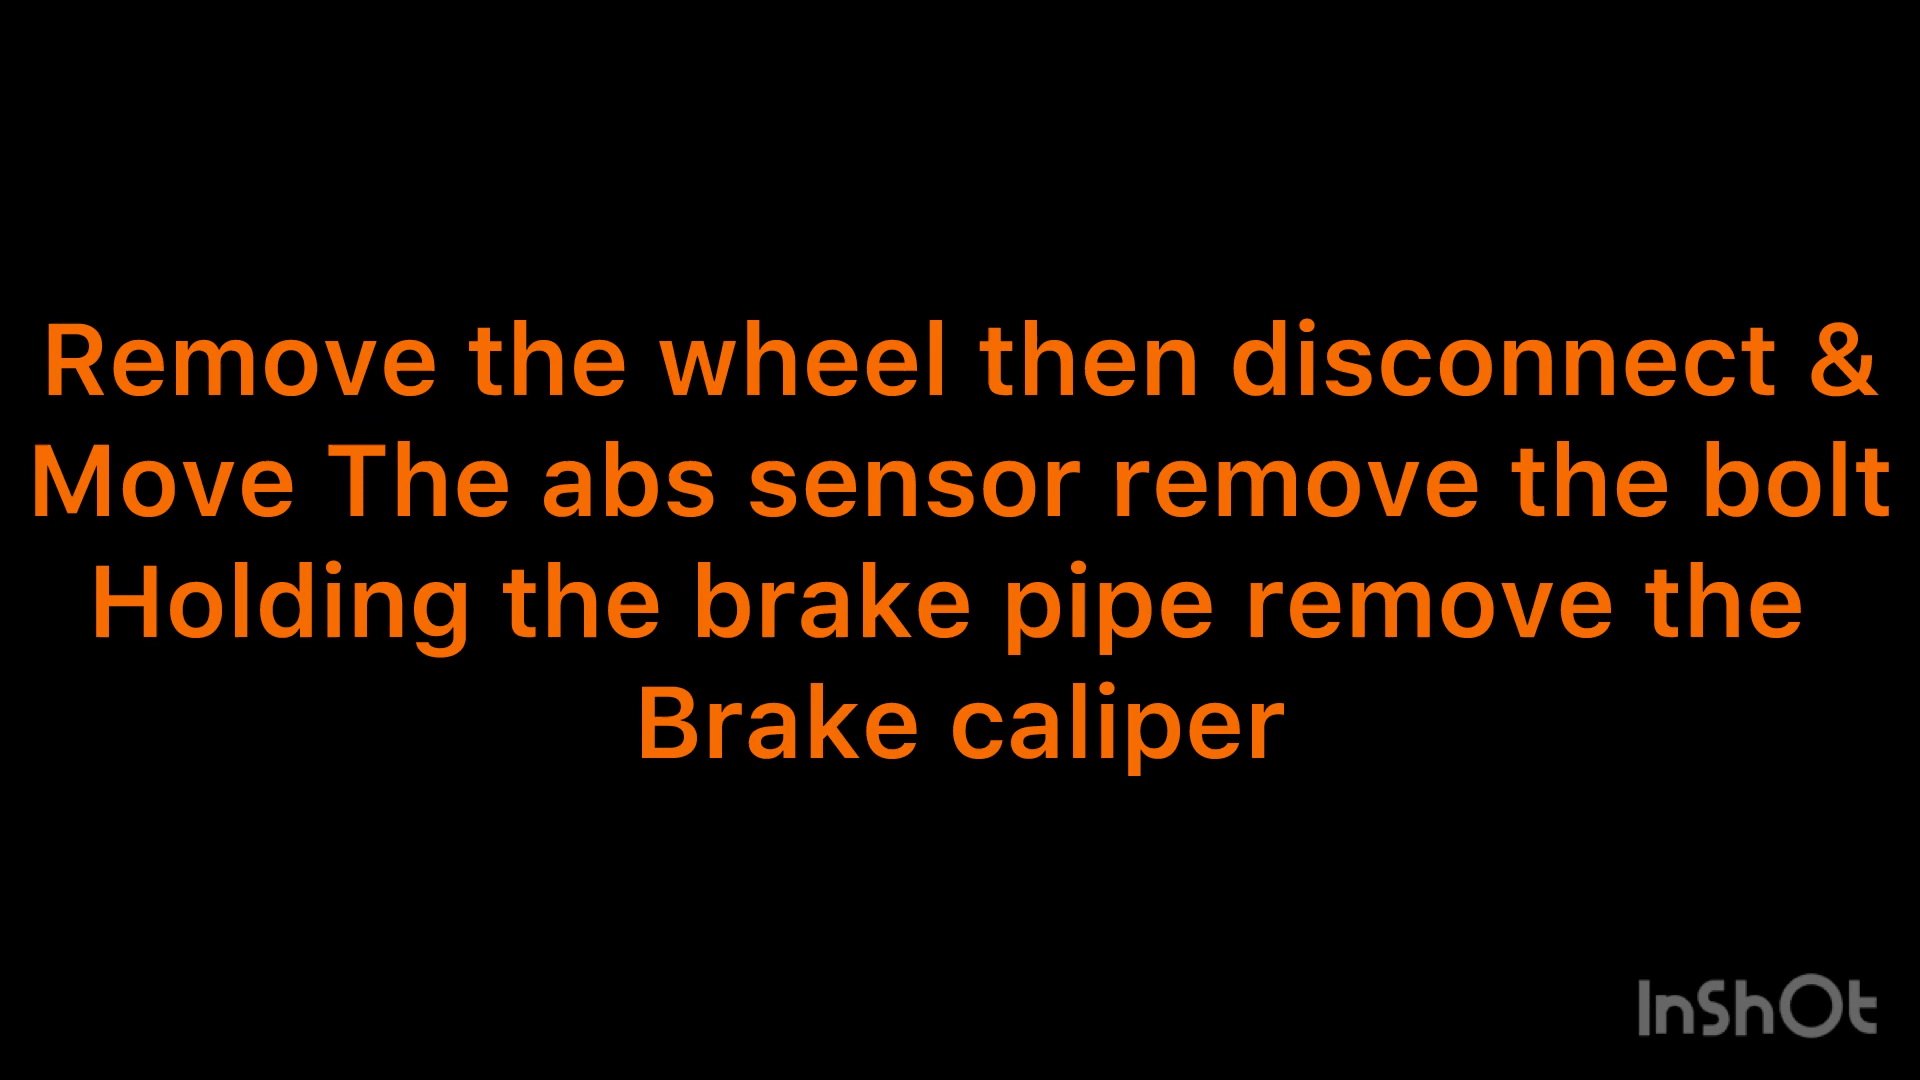 Remove the wheel then disconnect &
Move The abs sensor remove the bolt
Holding the brake pipe remove the
Brake caliper
InShOt